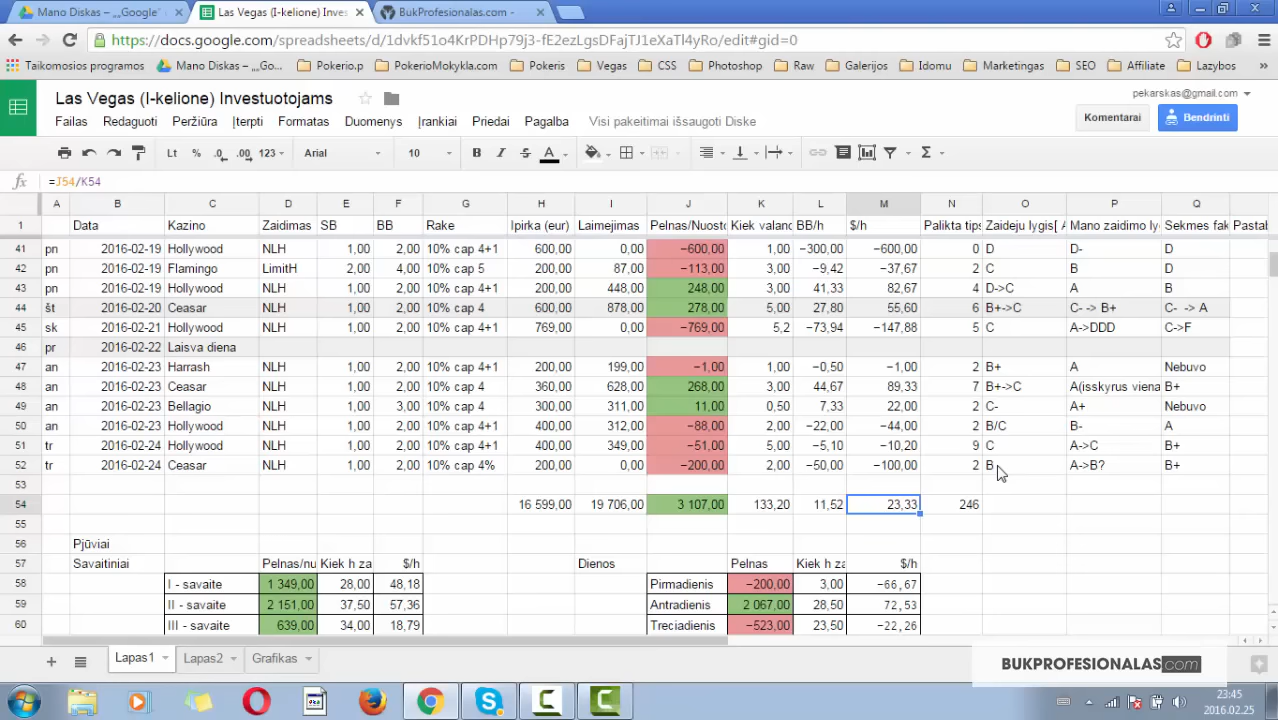 Mano Diskas – „„Google"
Las Vegas (I-kelione) Inves
BukProfesionalas.com -
https://docs.google.com/spreadsheets/d/1dvkf51o4KrPDHp79j3-fE2ezLgsDFajTJ1eXaTl4yRo/edit#gid=0
Taikomosios programos Mano Diskas – „„Go... Pokerio.p PokerioMokykla.com Pokeris Vegas CSS Photoshop Raw Galerijos Idomu Marketingas SEO Affiliate Lazybos »
Las Vegas (I-kelione) Investuotojams
pekarskas@gmail.com
Failas Redaguoti Peržiūra Įterpti Formatas Duomenys Įrankiai Priedai Pagalba Visi pakeitimai išsaugoti Diske
Komentarai Bendrinti
Lt % .0 .00 123 Arial 10 B I S A Σ
fx =J54/K54
A B C D E F G H I J K L M N O P Q
1 Data Kazino Zaidimas SB BB Rake Ipirka (eur) Laimejimas Pelnas/Nuosto Kiek valand BB/h $/h Palikta tips Zaideju lygis[ A Mano zaidimo ly Sekmes fak Pastab
41 pn 2016-02-19 Hollywood NLH 1,00 2,00 10% cap 4+1 600,00 0,00 −600,00 1,00 −300,00 −600,00 0 D D- D
42 pn 2016-02-19 Flamingo LimitH 2,00 4,00 10% cap 5 200,00 87,00 −113,00 3,00 −9,42 −37,67 2 C B D
43 pn 2016-02-19 Hollywood NLH 1,00 2,00 10% cap 4+1 200,00 448,00 248,00 3,00 41,33 82,67 4 D->C A B
44 št 2016-02-20 Ceasar NLH 1,00 2,00 10% cap 4 600,00 878,00 278,00 5,00 27,80 55,60 6 B+->C C- -> B+ C- -> A
45 sk 2016-02-21 Hollywood NLH 1,00 2,00 10% cap 4+1 769,00 0,00 −769,00 5,2 −73,94 −147,88 5 C A->DDD C->F
46 pr 2016-02-22 Laisva diena
47 an 2016-02-23 Harrash NLH 1,00 2,00 10% cap 4+1 200,00 199,00 −1,00 1,00 −0,50 −1,00 2 B+ A Nebuvo
48 an 2016-02-23 Ceasar NLH 1,00 2,00 10% cap 4 360,00 628,00 268,00 3,00 44,67 89,33 7 B+->C A(isskyrus viena B+
49 an 2016-02-23 Bellagio NLH 1,00 3,00 10% cap 4 300,00 311,00 11,00 0,50 7,33 22,00 2 C- A+ Nebuvo
50 an 2016-02-23 Hollywood NLH 1,00 2,00 10% cap 4+1 400,00 312,00 −88,00 2,00 −22,00 −44,00 2 B/C B- A
51 tr 2016-02-24 Hollywood NLH 1,00 2,00 10% cap 4+1 400,00 349,00 −51,00 5,00 −5,10 −10,20 9 C A->C B+
52 tr 2016-02-24 Ceasar NLH 1,00 2,00 10% cap 4% 200,00 0,00 −200,00 2,00 −50,00 −100,00 2 B A->B? B+
53
54 16 599,00 19 706,00 3 107,00 133,20 11,52 23,33 246
55
56 Pjūviai
57 Savaitiniai Pelnas/nu Kiek h za $/h Dienos Pelnas Kiek h za $/h
58 I - savaite 1 349,00 28,00 48,18 Pirmadienis −200,00 3,00 −66,67
59 II - savaite 2 151,00 37,50 57,36 Antradienis 2 067,00 28,50 72,53
60 III - savaite 639,00 34,00 18,79 Treciadienis −523,00 23,50 −22,26
Lapas1 Lapas2 Grafikas
BUKPROFESIONALAS.com
23:45
2016.02.25